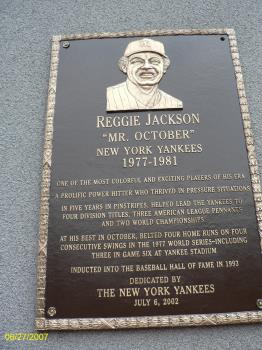 REGGIE JACKSON
"MR. OCTOBER"
NEW YORK YANKEES
1977-1981
ONE OF THE MOST COLORFUL AND EXCITING PLAYERS OF HIS ERA
A PROLIFIC POWER HITTER WHO THRIVED IN PRESSURE SITUATIONS
IN FIVE YEARS IN PINSTRIPES, HELPED LEAD THE YANKEES TO
FOUR DIVISION TITLES, THREE AMERICAN LEAGUE PENNANTS
AND TWO WORLD CHAMPIONSHIPS
AT HIS BEST IN OCTOBER, BELTED FOUR HOME RUNS ON FOUR
CONSECUTIVE SWINGS IN THE 1977 WORLD SERIES-INCLUDING
THREE IN GAME SIX AT YANKEE STADIUM
INDUCTED INTO THE BASEBALL HALL OF FAME IN 1993
DEDICATED BY
THE NEW YORK YANKEES
JULY 6, 2002
06/27/2007